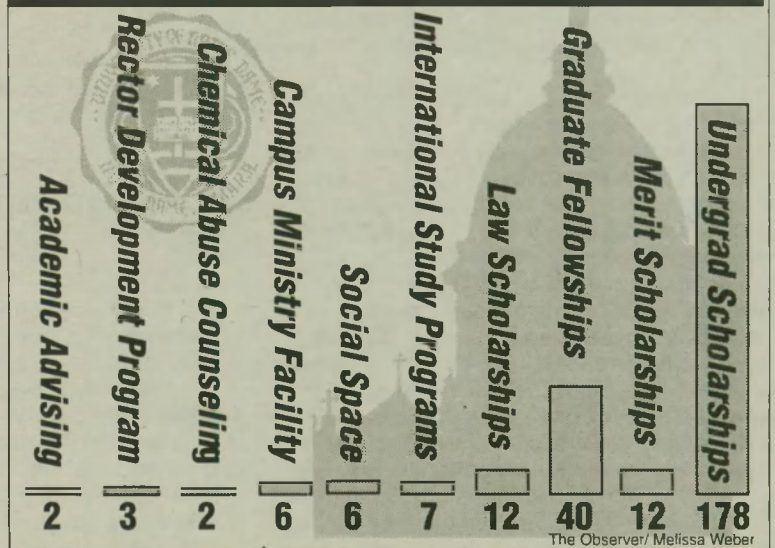 Academic Advising
Rector Development Program
Chemical Abuse Counseling
Campus Ministry Facility
Social Space
International Study Programs
Law Scholarships
Graduate Fellowships
Merit Scholarships
Undergrad Scholarships
2 3 2 6 6 7 12 40 12 178
The Observer/ Melissa Weber